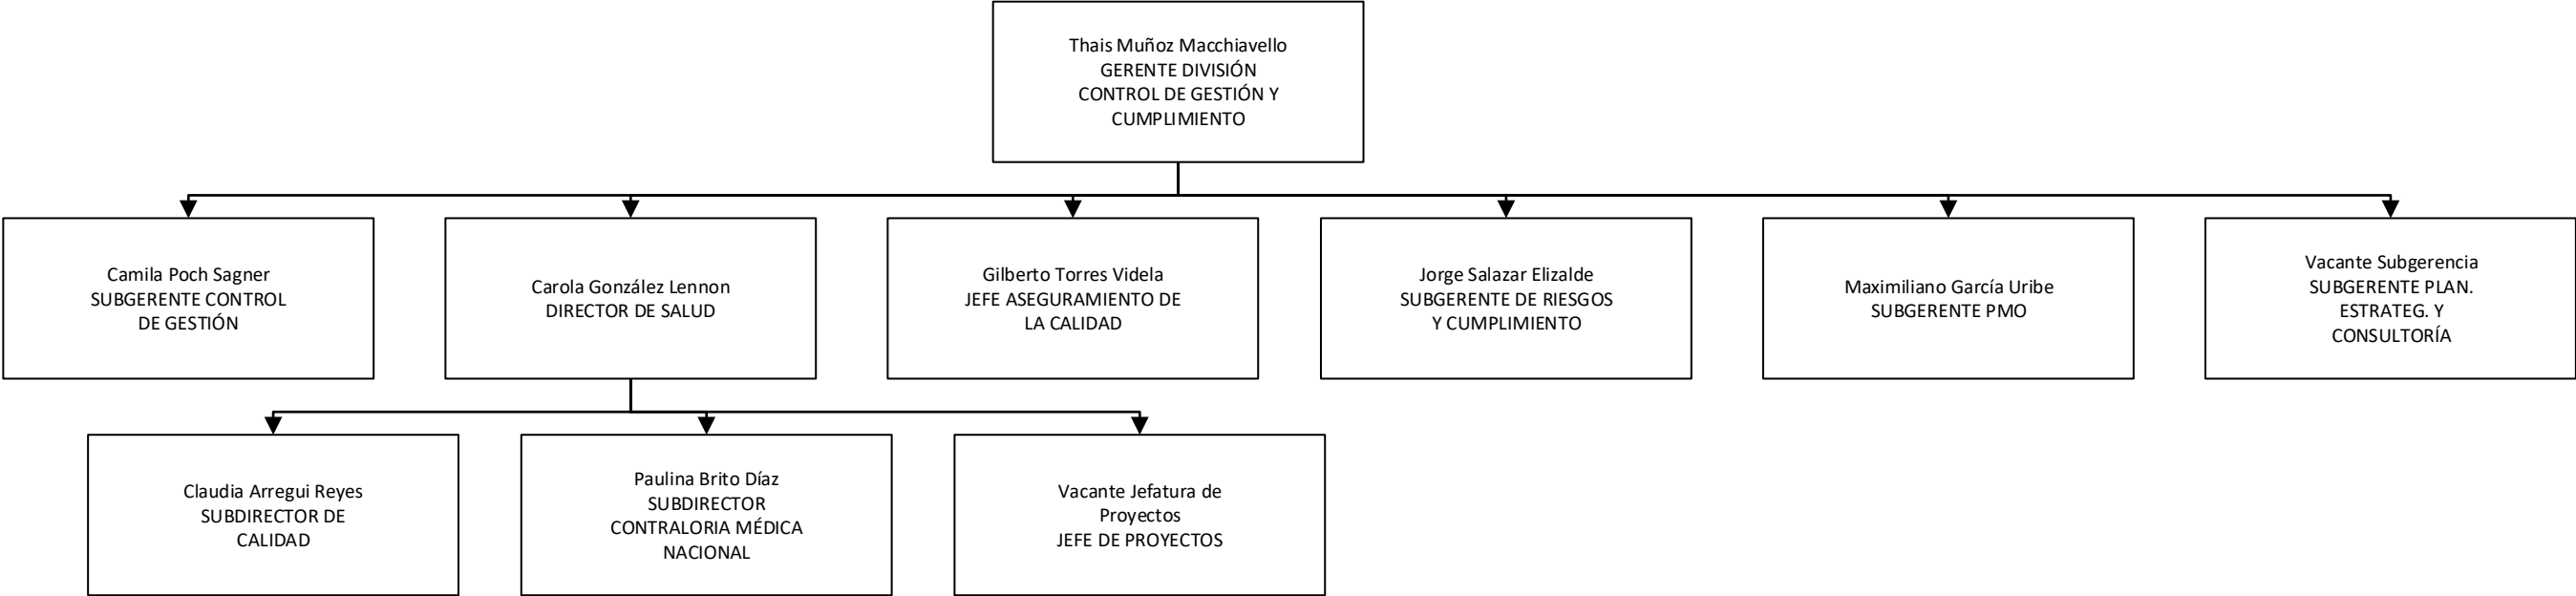 Thais Muñoz Macchiavello
GERENTE DIVISIÓN
CONTROL DE GESTIÓN Y
CUMPLIMIENTO
Camila Poch Sagner
SUBGERENTE CONTROL
DE GESTIÓN
Carola González Lennon
DIRECTOR DE SALUD
Gilberto Torres Videla
JEFE ASEGURAMIENTO DE
LA CALIDAD
Jorge Salazar Elizalde
SUBGERENTE DE RIESGOS
Y CUMPLIMIENTO
Maximiliano García Uribe
SUBGERENTE PMO
Vacante Subgerencia
SUBGERENTE PLAN.
ESTRATEG. Y
CONSULTORÍA
Claudia Arregui Reyes
SUBDIRECTOR DE
CALIDAD
Paulina Brito Díaz
SUBDIRECTOR
CONTRALORIA MÉDICA
NACIONAL
Vacante Jefatura de
Proyectos
JEFE DE PROYECTOS